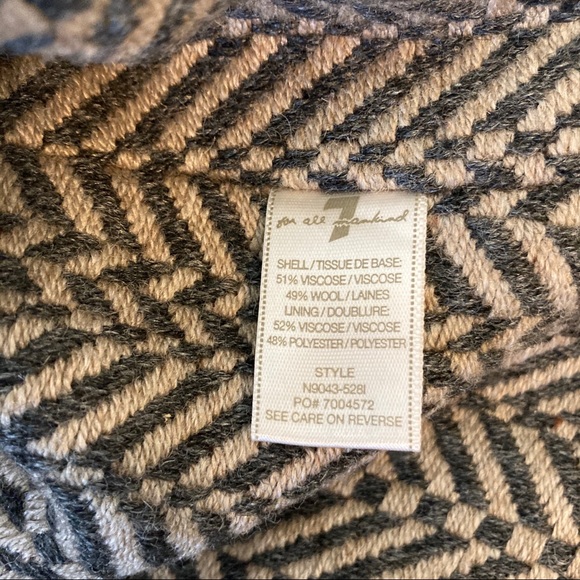 7
for all mankind
SHELL / TISSUE DE BASE:
51% VISCOSE / VISCOSE
49% WOOL / LAINES
LINING / DOUBLURE:
52% VISCOSE / VISCOSE
48% POLYESTER / POLYESTER
STYLE
N9043-528I
PO# 7004572
SEE CARE ON REVERSE